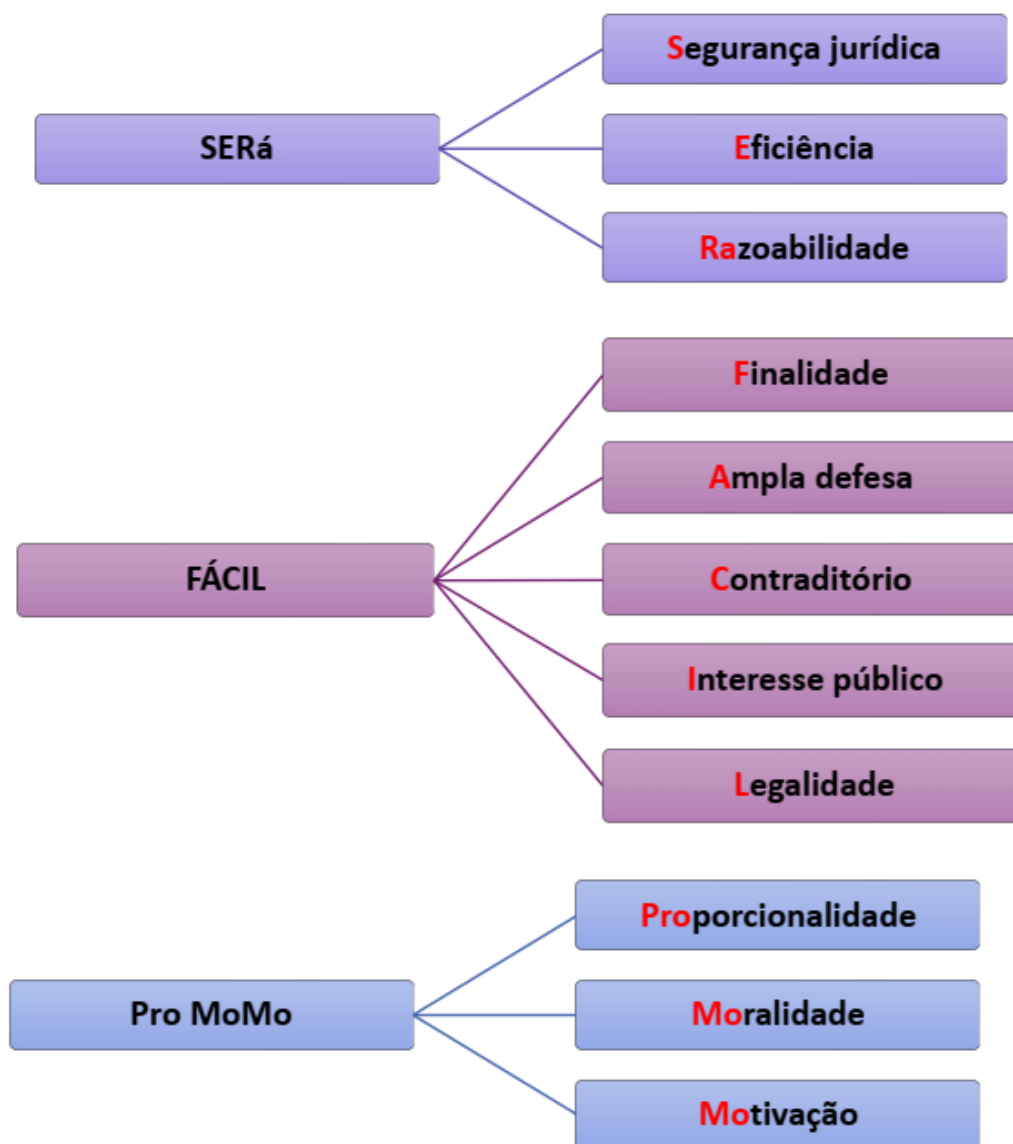 SERá
Segurança jurídica
Eficiência
Razoabilidade
FÁCIL
Finalidade
Ampla defesa
Contraditório
Interesse público
Legalidade
Pro MoMo
Proporcionalidade
Moralidade
Motivação